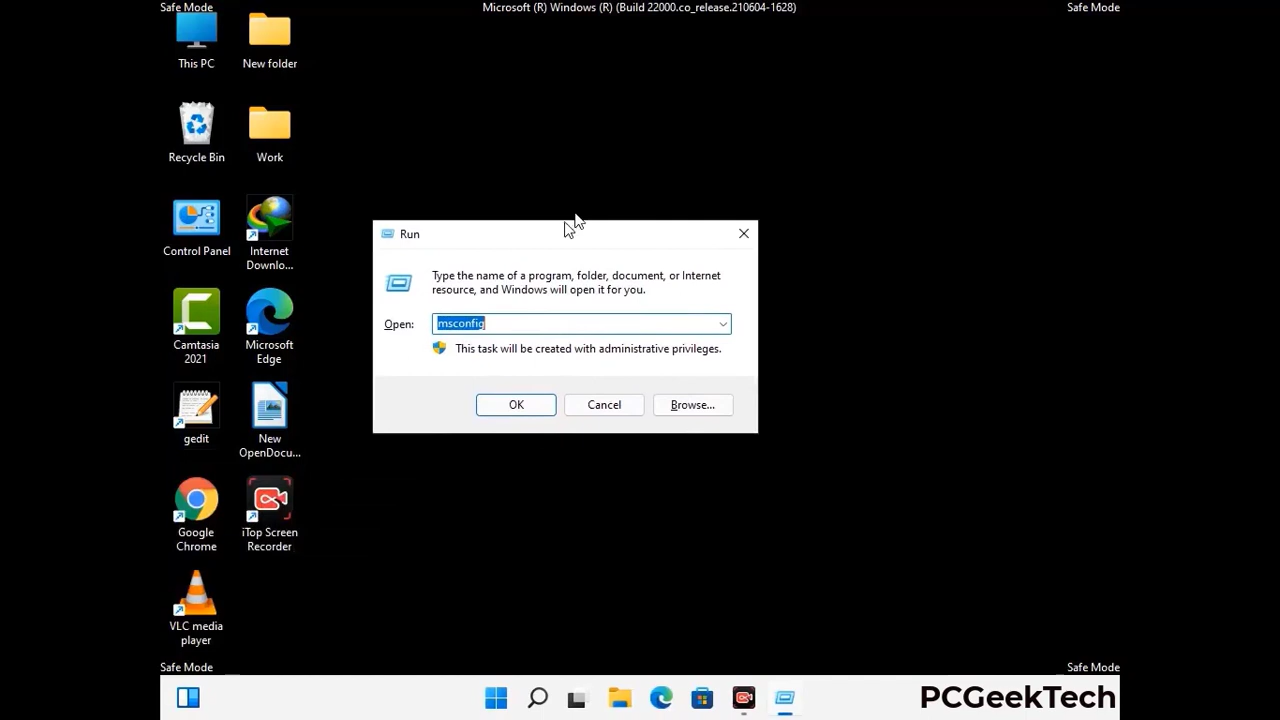 Safe Mode
Microsoft (R) Windows (R) (Build 22000.co_release.210604-1628)
Safe Mode
This PC
New folder
Recycle Bin
Work
Control Panel
Internet
Downlo...
Camtasia
2021
Microsoft
Edge
gedit
New
OpenDocu...
Google
Chrome
iTop Screen
Recorder
VLC media
player
Run
Type the name of a program, folder, document, or Internet
resource, and Windows will open it for you.
Open:
msconfig
This task will be created with administrative privileges.
OK
Cancel
Browse...
Safe Mode
Safe Mode
PCGeekTech